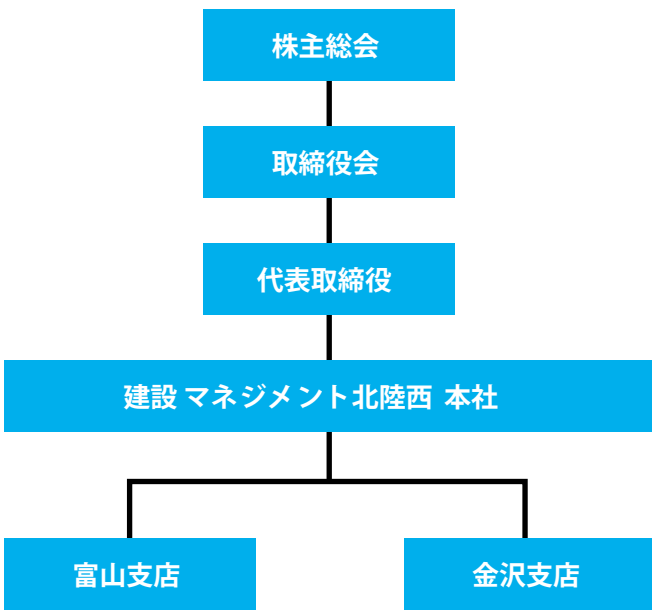 株主総会
取締役会
代表取締役
建設 マネジメント北陸西 本社
富山支店
金沢支店